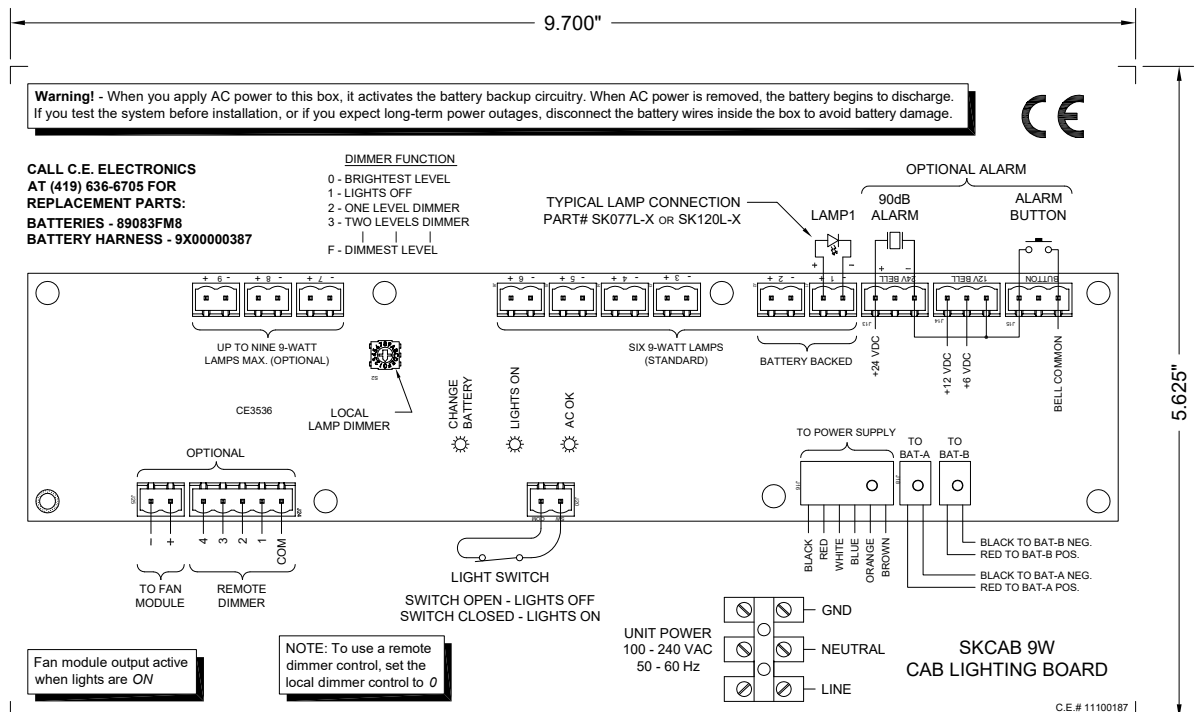 9.700"
Warning! - When you apply AC power to this box, it activates the battery backup circuitry. When AC power is removed, the battery begins to discharge.
If you test the system before installation, or if you expect long-term power outages, disconnect the battery wires inside the box to avoid battery damage.
CE
5.625"
CALL C.E. ELECTRONICS
AT (419) 636-6705 FOR
REPLACEMENT PARTS:
BATTERIES - 89083FM8
BATTERY HARNESS - 9X00000387
DIMMER FUNCTION
0 - BRIGHTEST LEVEL
1 - LIGHTS OFF
2 - ONE LEVEL DIMMER
3 - TWO LEVELS DIMMER
| | |
F - DIMMEST LEVEL
TYPICAL LAMP CONNECTION
PART# SK077L-X OR SK120L-X
LAMP1
+ -
OPTIONAL ALARM
90dB
ALARM
+ -
ALARM
BUTTON
+ 9 -
+ 8 -
+ 7 -
+ 6 -
+ 5 -
+ 4 -
+ 3 -
+ 2 -
+ 1 -
24V BELL
12V BELL
BUTTON
J13
J14
J15
UP TO NINE 9-WATT
LAMPS MAX. (OPTIONAL)
SIX 9-WATT LAMPS
(STANDARD)
BATTERY BACKED
+24 VDC
+12 VDC
+6 VDC
BELL COMMON
S2
CE3536
LOCAL
LAMP DIMMER
CHANGE
BATTERY
LIGHTS ON
AC OK
OPTIONAL
J25
J24
- +
4 3 2 1 COM
TO FAN
MODULE
REMOTE
DIMMER
J20
COM SW
LIGHT SWITCH
SWITCH OPEN - LIGHTS OFF
SWITCH CLOSED - LIGHTS ON
TO POWER SUPPLY
TO
BAT-A
TO
BAT-B
J16
J18
BLACK
RED
WHITE
BLUE
ORANGE
BROWN
BLACK TO BAT-B NEG.
RED TO BAT-B POS.
BLACK TO BAT-A NEG.
RED TO BAT-A POS.
UNIT POWER
100 - 240 VAC
50 - 60 Hz
GND
NEUTRAL
LINE
SKCAB 9W
CAB LIGHTING BOARD
Fan module output active
when lights are ON
NOTE: To use a remote
dimmer control, set the
local dimmer control to 0
C.E.# 11100187